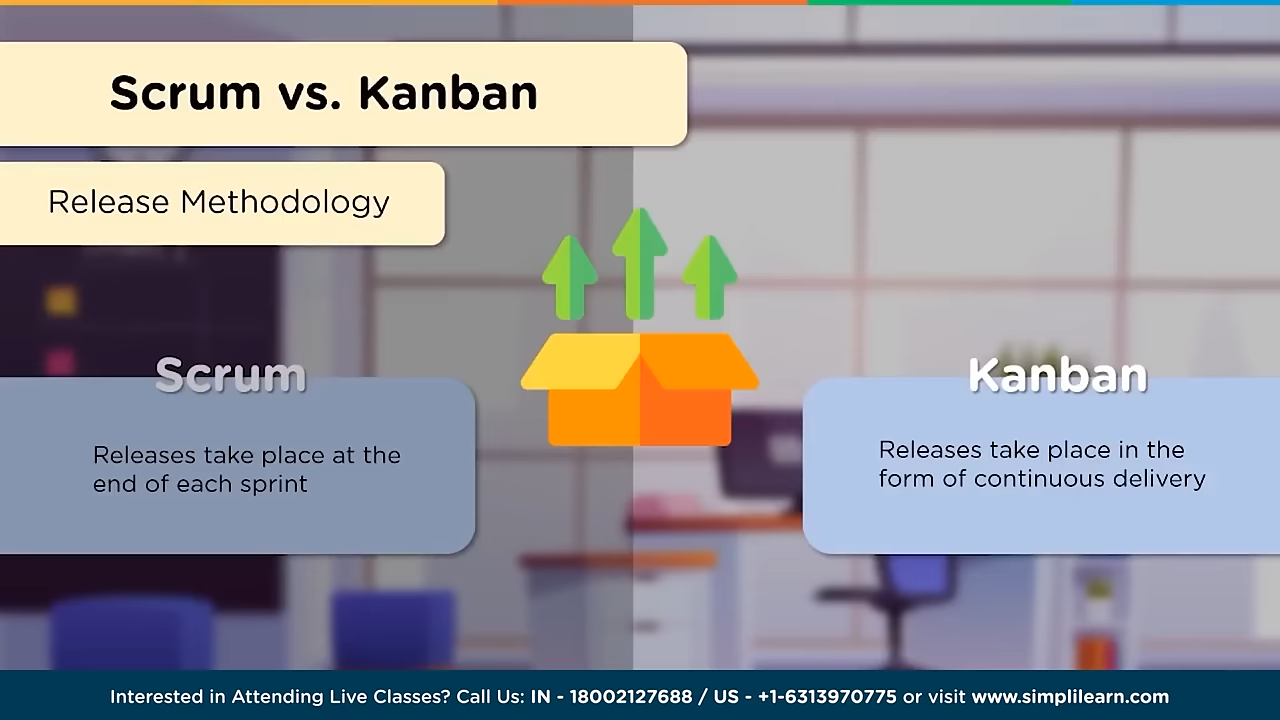 Scrum vs. Kanban
Release Methodology
Scrum
Releases take place at the
end of each sprint
Kanban
Releases take place in the
form of continuous delivery
Interested in Attending Live Classes? Call Us: IN - 18002127688 / US - +1-6313970775 or visit www.simplilearn.com